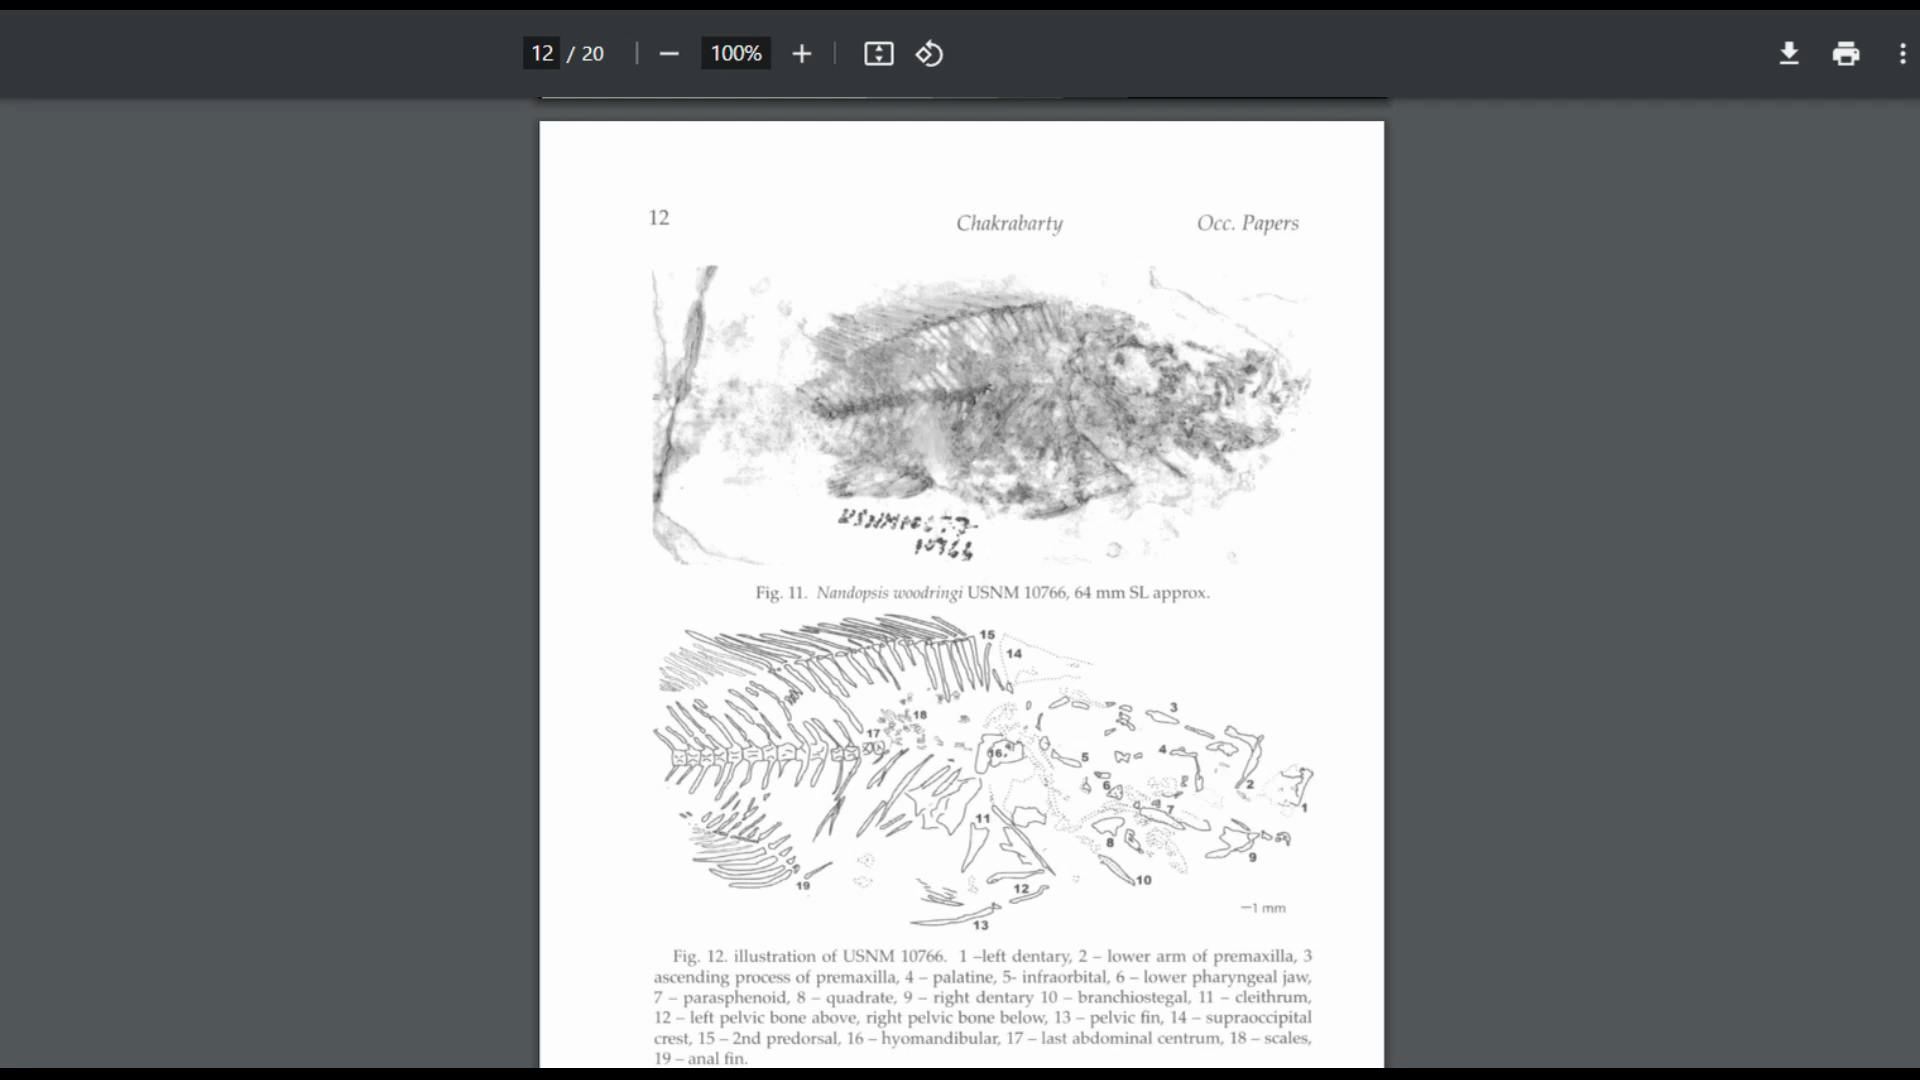 12 / 20
100%
12 Chakrabarty Occ. Papers
10766
Fig. 11. Nandopsis woodringi USNM 10766, 64 mm SL approx.
15
14
3
18
17
16
4
5
2
6
7
1
11
8
9
10
19
12
13
1 mm
Fig. 12. illustration of USNM 10766. 1 –left dentary, 2 – lower arm of premaxilla, 3
ascending process of premaxilla, 4 – palatine, 5- infraorbital, 6 – lower pharyngeal jaw,
7 – parasphenoid, 8 – quadrate, 9 – right dentary 10 – branchiostegal, 11 – cleithrum,
12 – left pelvic bone above, right pelvic bone below, 13 – pelvic fin, 14 – supraoccipital
crest, 15 – 2nd predorsal, 16 – hyomandibular, 17 – last abdominal centrum, 18 – scales,
19 – anal fin.